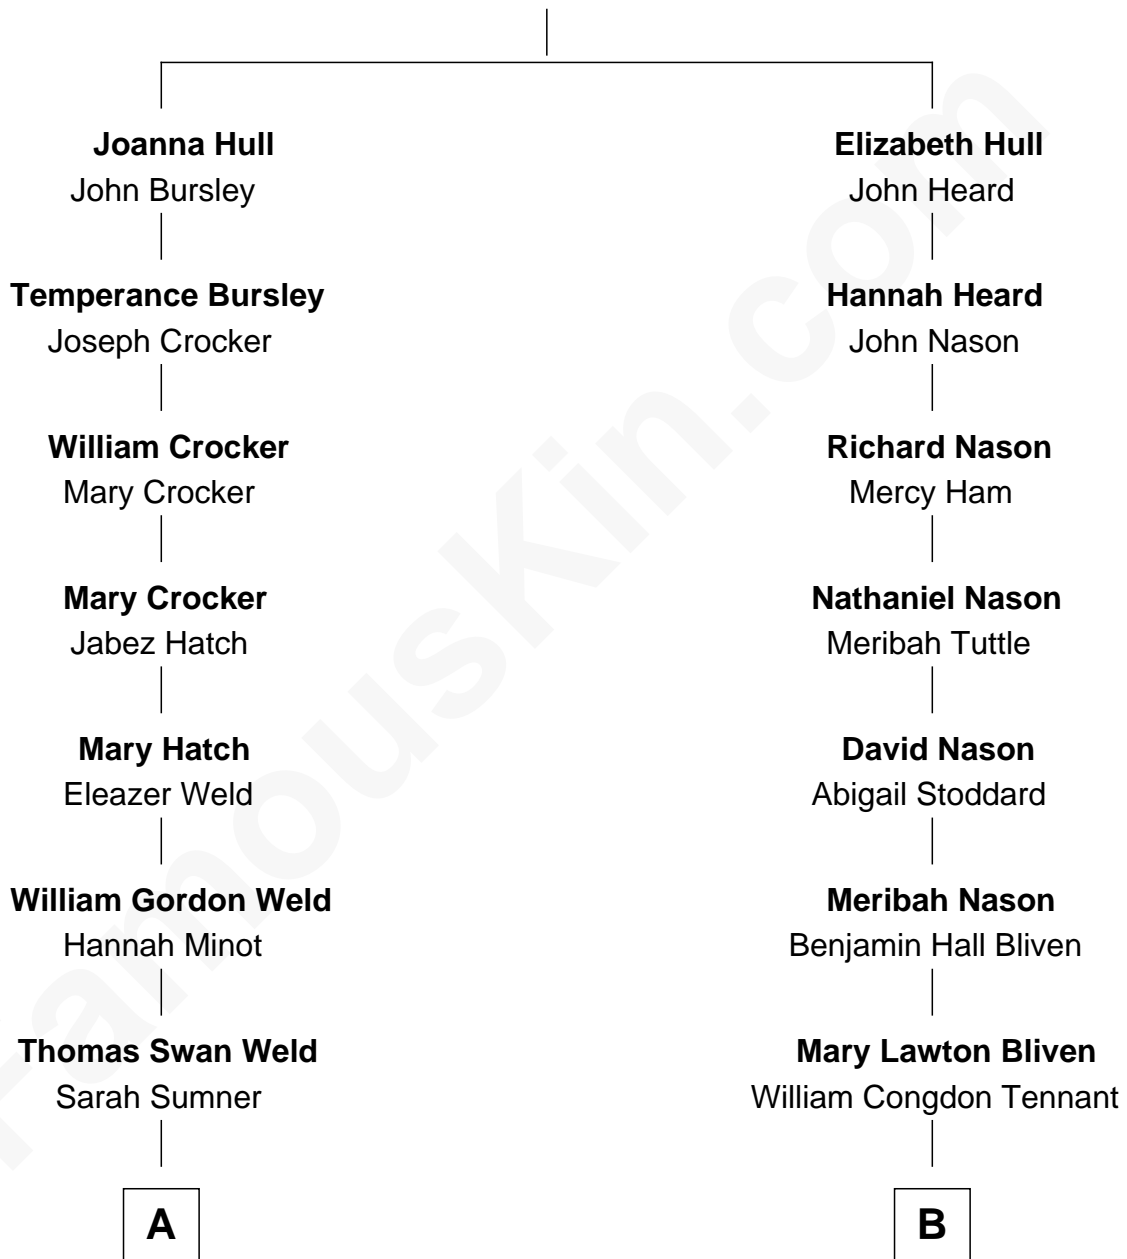 Joanna Hull
John Bursley
Elizabeth Hull
John Heard
Temperance Bursley
Joseph Crocker
Hannah Heard
John Nason
William Crocker
Mary Crocker
Richard Nason
Mercy Ham
Mary Crocker
Jabez Hatch
Nathaniel Nason
Meribah Tuttle
Mary Hatch
Eleazer Weld
David Nason
Abigail Stoddard
William Gordon Weld
Hannah Minot
Meribah Nason
Benjamin Hall Bliven
Thomas Swan Weld
Sarah Sumner
Mary Lawton Bliven
William Congdon Tennant
A
B
FamousKin.com